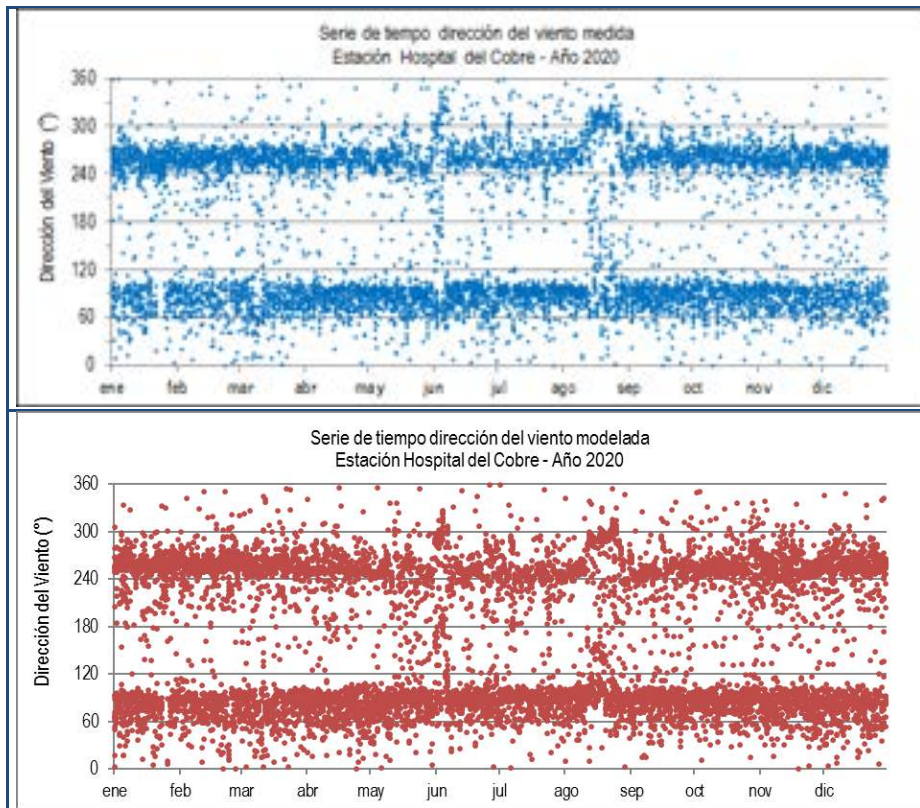 Serie de tiempo dirección del viento medida
Estación Hospital del Cobre - Año 2020
Dirección del Viento (°)
360
300
240
180
120
60
0
ene feb mar abr may jun jul ago sep oct nov dic
Serie de tiempo dirección del viento modelada
Estación Hospital del Cobre - Año 2020
Dirección del Viento (°)
360
300
240
180
120
60
0
ene feb mar abr may jun jul ago sep oct nov dic